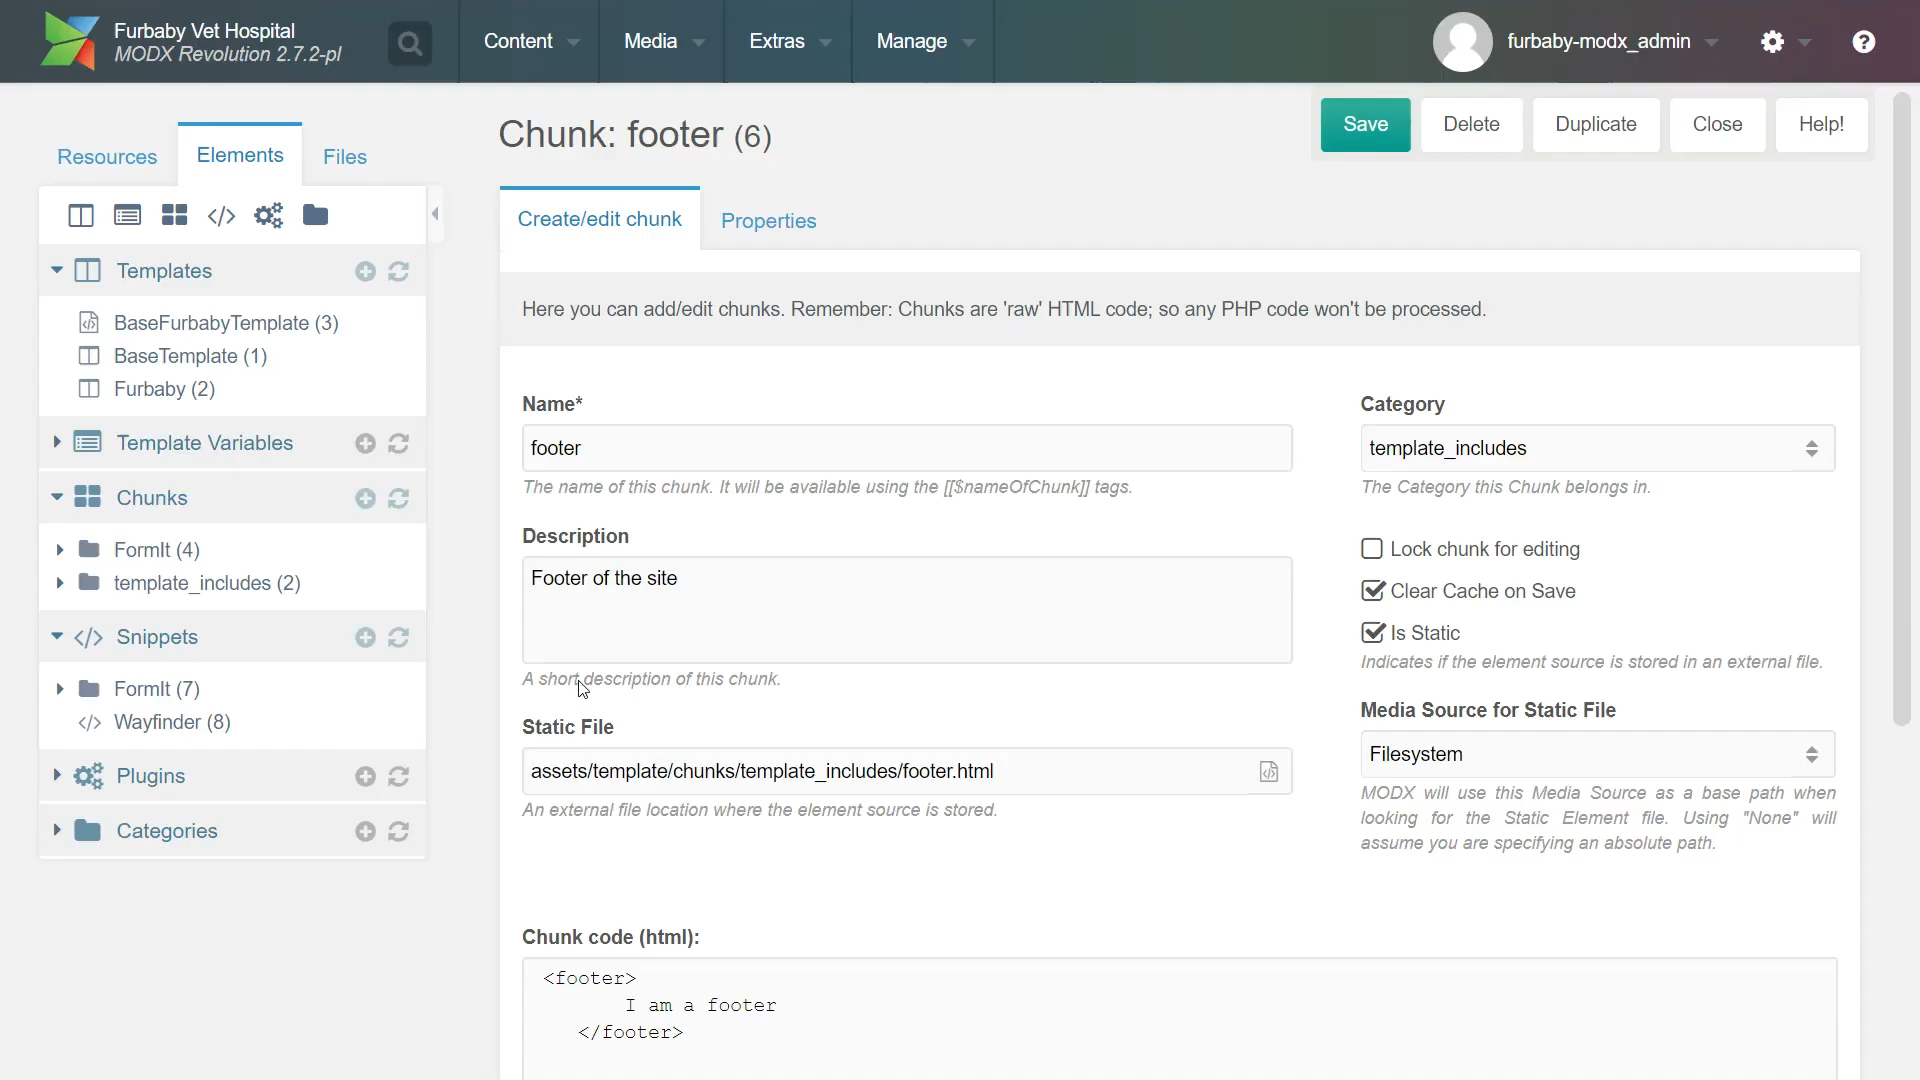 Furbaby Vet Hospital
MODX Revolution 2.7.2-pl
Content
Media
Extras
Manage
furbaby-modx_admin
Resources
Elements
Files
Templates
BaseFurbabyTemplate (3)
BaseTemplate (1)
Furbaby (2)
Template Variables
Chunks
FormIt (4)
template_includes (2)
Snippets
FormIt (7)
Wayfinder (8)
Plugins
Categories
Chunk: footer (6)
Save
Delete
Duplicate
Close
Help!
Create/edit chunk
Properties
Here you can add/edit chunks. Remember: Chunks are 'raw' HTML code; so any PHP code won't be processed.
Name*
footer
The name of this chunk. It will be available using the [[$nameOfChunk]] tags.
Description
Footer of the site
A short description of this chunk.
Static File
assets/template/chunks/template_includes/footer.html
An external file location where the element source is stored.
Category
template_includes
The Category this Chunk belongs in.
Lock chunk for editing
Clear Cache on Save
Is Static
Indicates if the element source is stored in an external file.
Media Source for Static File
Filesystem
MODX will use this Media Source as a base path when
looking for the Static Element file. Using "None" will
assume you are specifying an absolute path.
Chunk code (html):
<footer>
I am a footer
</footer>